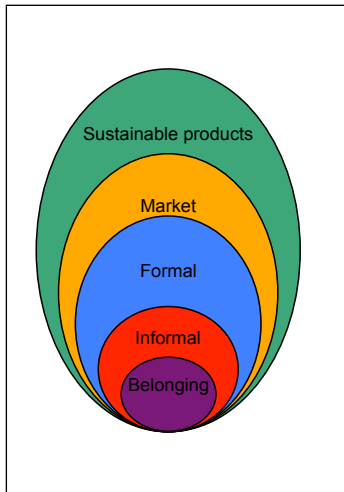 Sustainable products
Market
Formal
Informal
Belonging